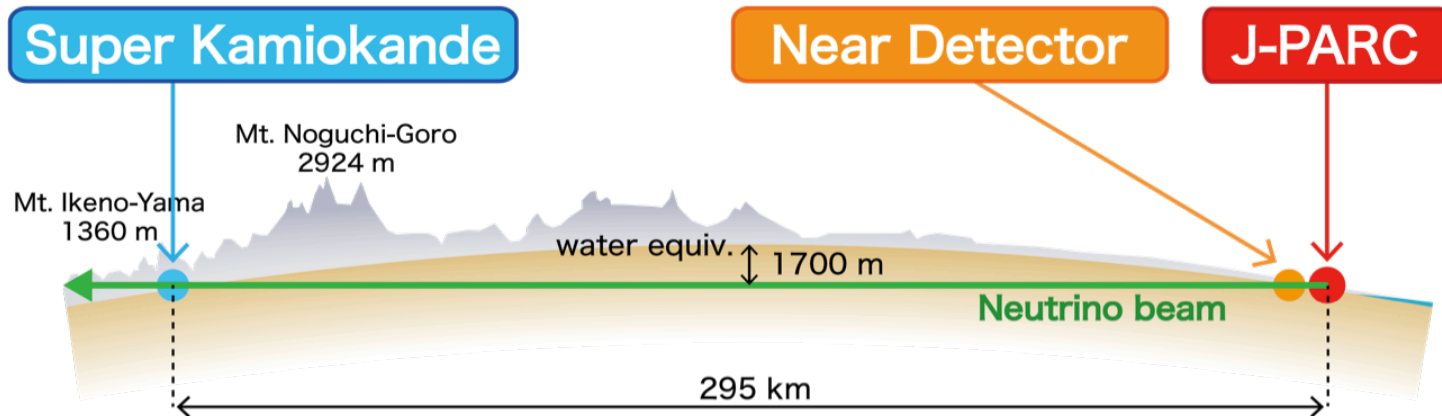 Super Kamiokande
Near Detector
J-PARC
Mt. Noguchi-Goro
2924 m
Mt. Ikeno-Yama
1360 m
water equiv.
1700 m
Neutrino beam
295 km